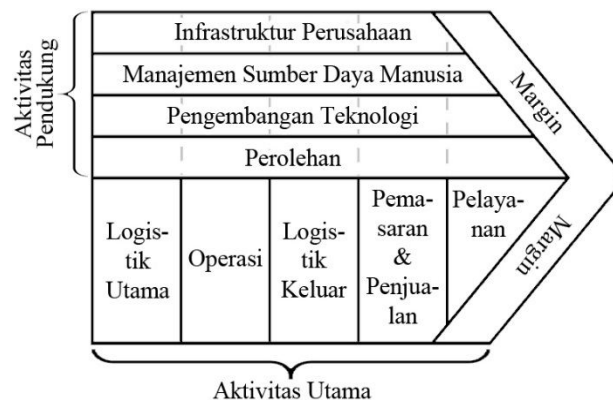 Aktivitas
Pendukung
Infrastruktur Perusahaan
Manajemen Sumber Daya Manusia
Pengembangan Teknologi
Perolehan
Margin
Logis-
tik
Utama
Operasi
Logis-
tik
Keluar
Pema-
saran
&
Penjua-
lan
Pelaya-
nan
Margin
Aktivitas Utama